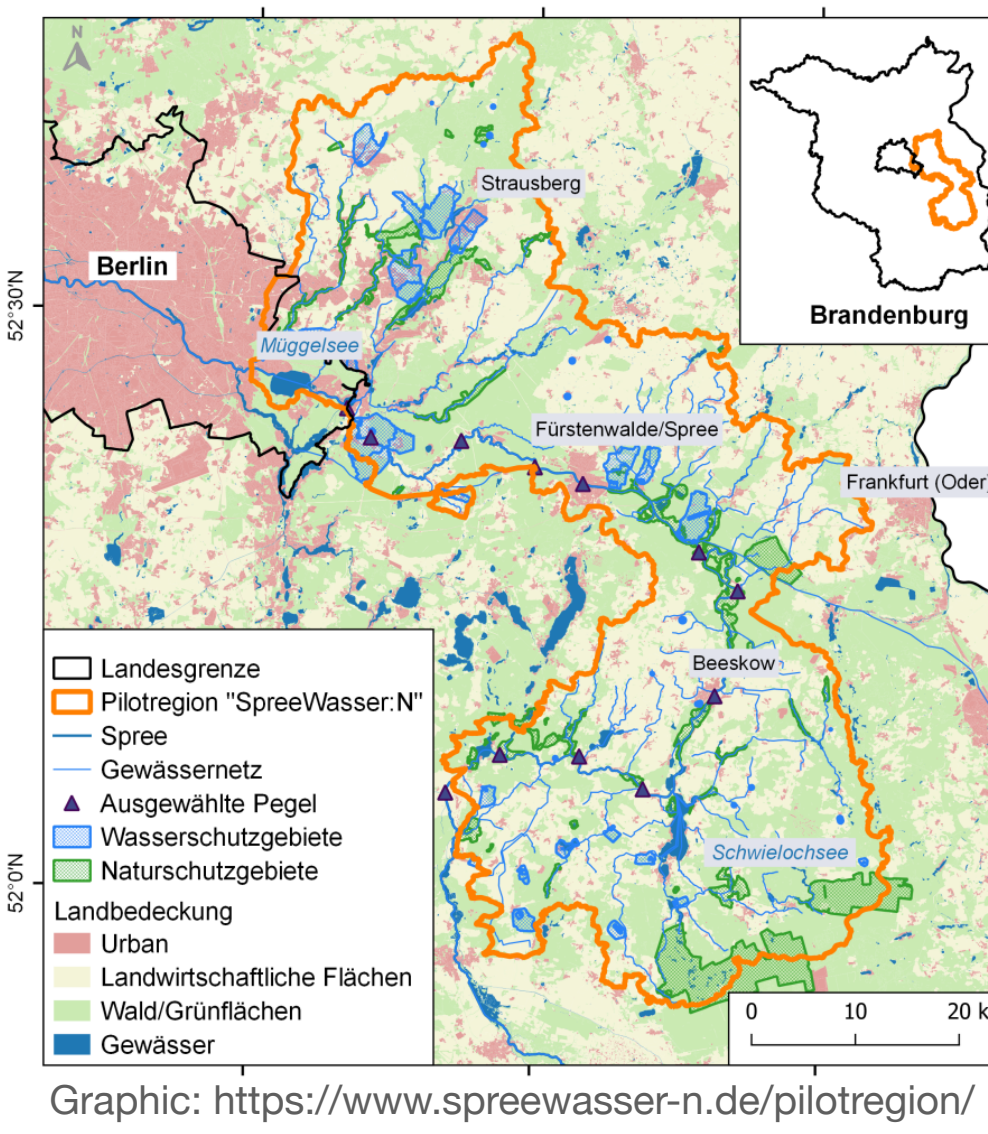 N
Strausberg
Berlin
52°30'N
Müggelsee
Brandenburg
Fürstenwalde/Spree
Frankfurt (Oder)
Beeskow
Schwielochsee
52°0'N
Landesgrenze
Pilotregion "SpreeWasser:N"
Spree
Gewässernetz
Ausgewählte Pegel
Wasserschutzgebiete
Naturschutzgebiete
Landbedeckung
Urban
Landwirtschaftliche Flächen
Wald/Grünflächen
Gewässer
0 10 20 k
Graphic: https://www.spreewasser-n.de/pilotregion/